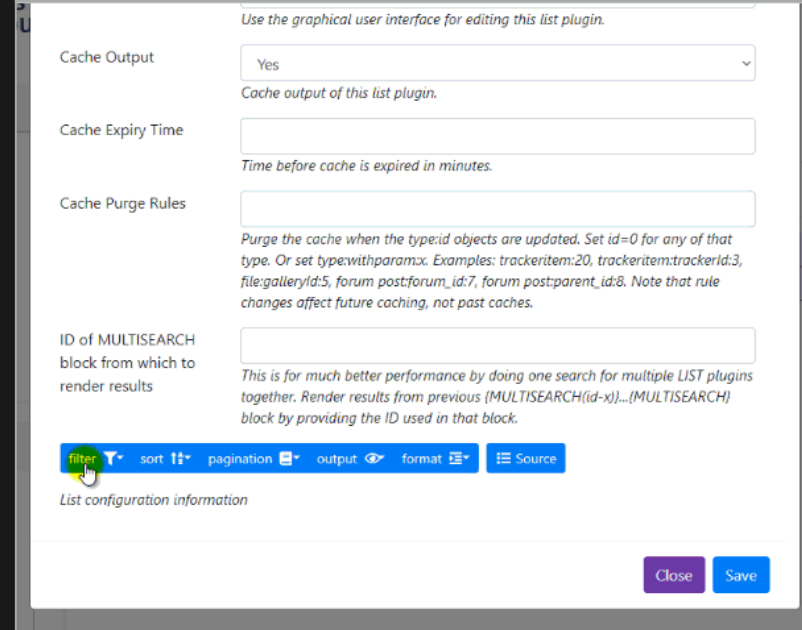 U
Use the graphical user interface for editing this list plugin.
Cache Output
Yes
Cache output of this list plugin.
Cache Expiry Time
Time before cache is expired in minutes.
Cache Purge Rules
Purge the cache when the type:id objects are updated. Set id=0 for any of that
type. Or set type:withparam:x. Examples: trackeritem:20, trackeritem:trackerId:3,
file:galleryId:5, forum post:forum_id:7, forum post:parent_id:8. Note that rule
changes affect future caching, not past caches.
ID of MULTISEARCH
block from which to
render results
This is for much better performance by doing one search for multiple LIST plugins
together. Render results from previous {MULTISEARCH(id-x)}...{MULTISEARCH}
block by providing the ID used in that block.
filter sort pagination output format Source
List configuration information
Close Save